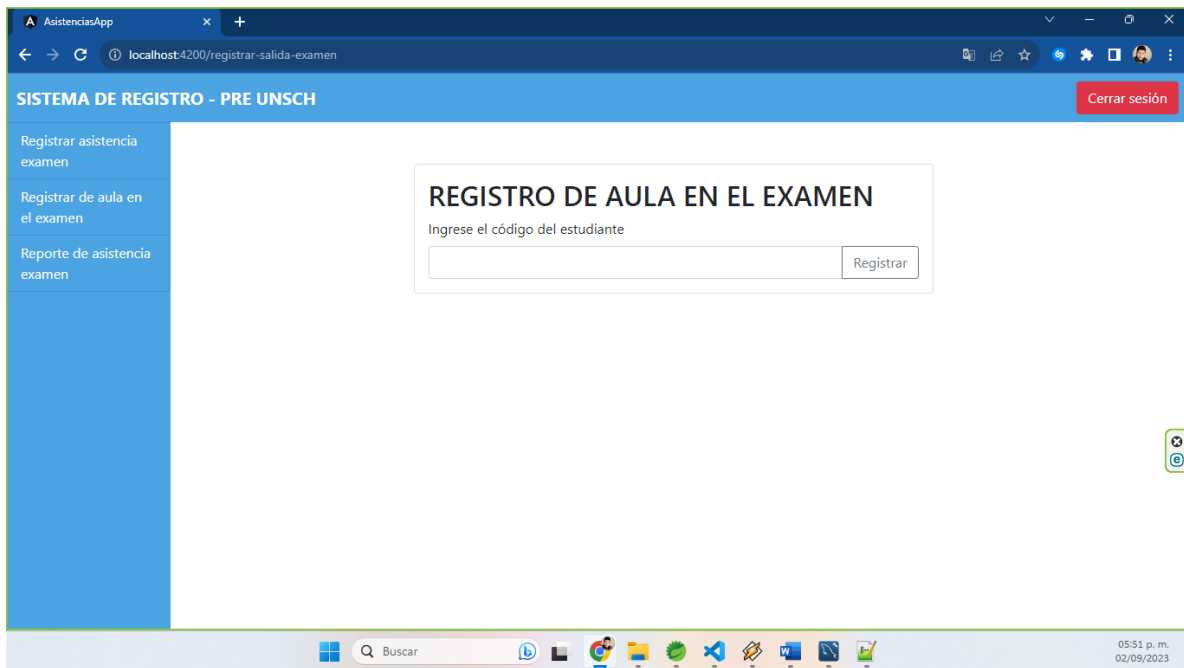 AsistenciasApp
localhost:4200/registrar-salida-examen
SISTEMA DE REGISTRO - PRE UNSCH
Cerrar sesión
Registrar asistencia
examen
Registrar de aula en
el examen
Reporte de asistencia
examen
REGISTRO DE AULA EN EL EXAMEN
Ingrese el código del estudiante
Registrar
Buscar
05:51 p. m.
02/09/2023